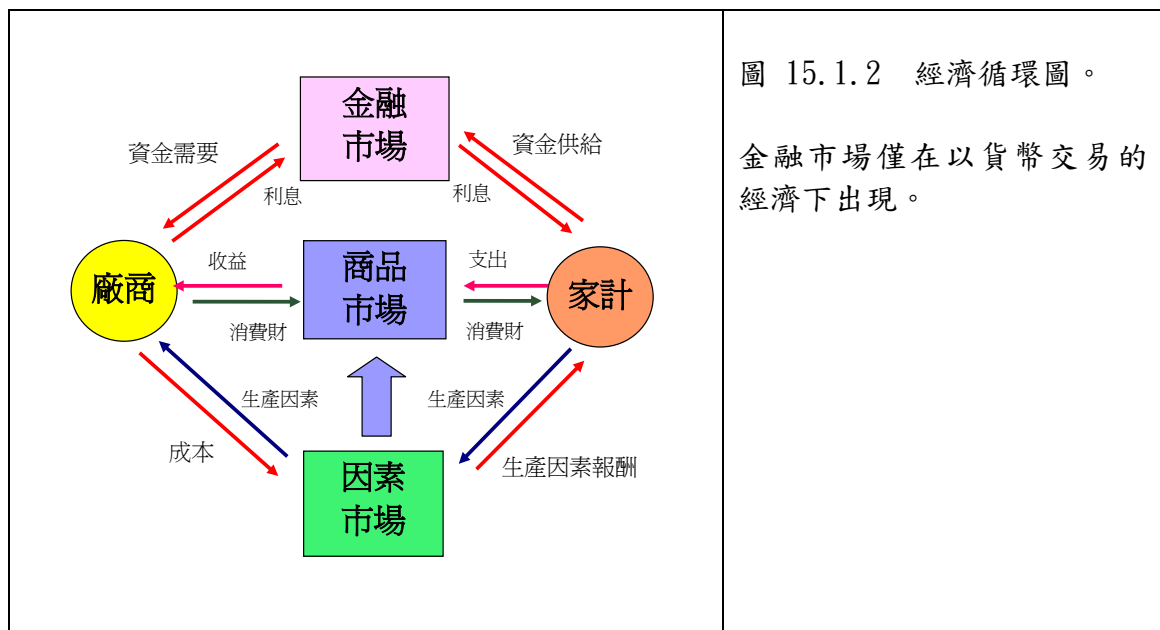 金融
市場
資金需要
資金供給
利息
利息
廠商
收益
商品
市場
支出
家計
消費財
消費財
生產因素
生產因素
成本
因素
市場
生產因素報酬
圖 15.1.2 經濟循環圖。
金融市場僅在以貨幣交易的
經濟下出現。